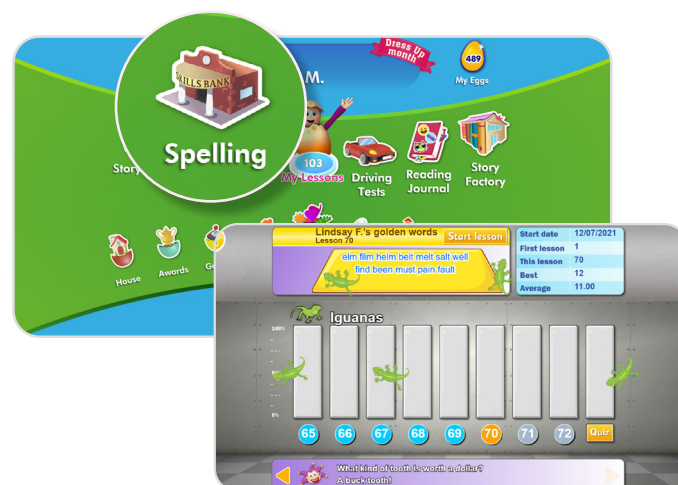 Dress Up
month
489
My Eggs
M.
SKILLS BANK
Spelling
Story
103
My Lessons
Driving
Tests
Reading
Journal
Story
Factory
House
Awards
Lindsay F.'s golden words
Lesson 70
Start lesson
elm film helm belt melt salt well
find been must pain fault
Start date 12/07/2021
First lesson 1
This lesson 70
Best 12
Average 11.00
Iguanas
100%
0%
65 66 67 68 69 70 71 72 Quiz
What kind of tooth is worth a dollar?
A buck tooth!